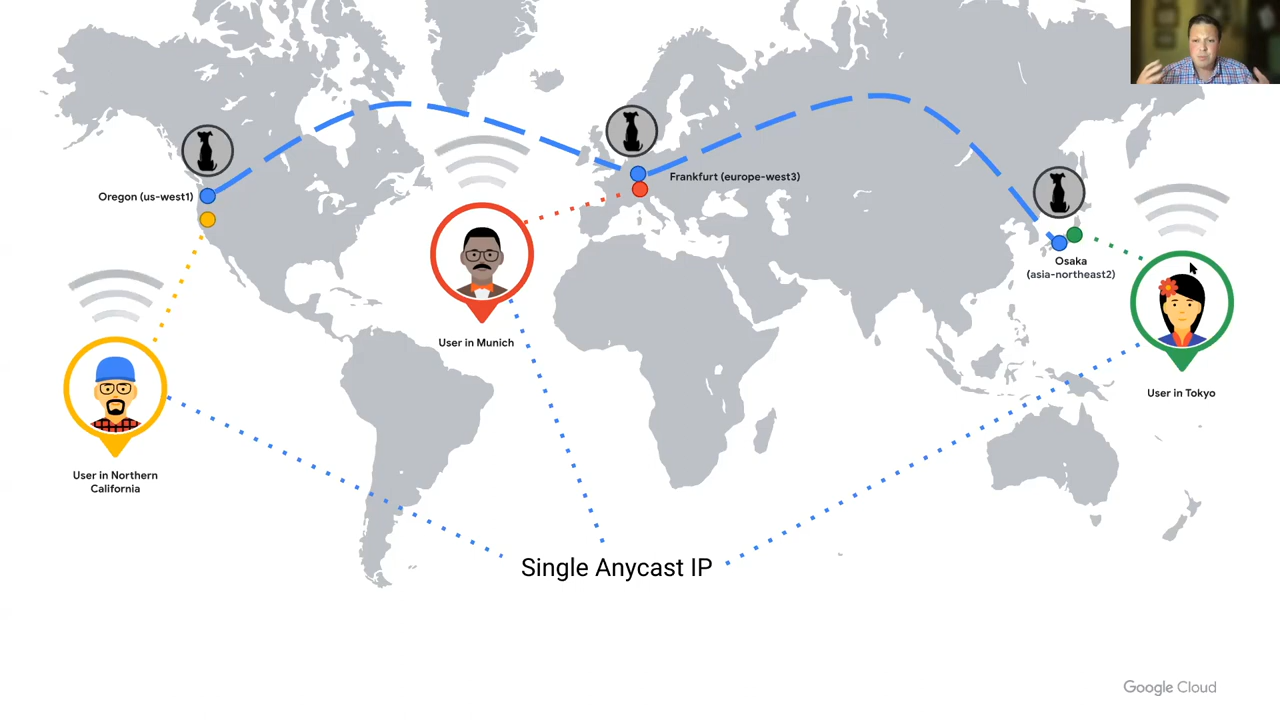 Oregon (us-west1)
Frankfurt (europe-west3)
Osaka
(asia-northeast2)
User in Munich
User in Tokyo
User in Northern
California
Single Anycast IP
Google Cloud